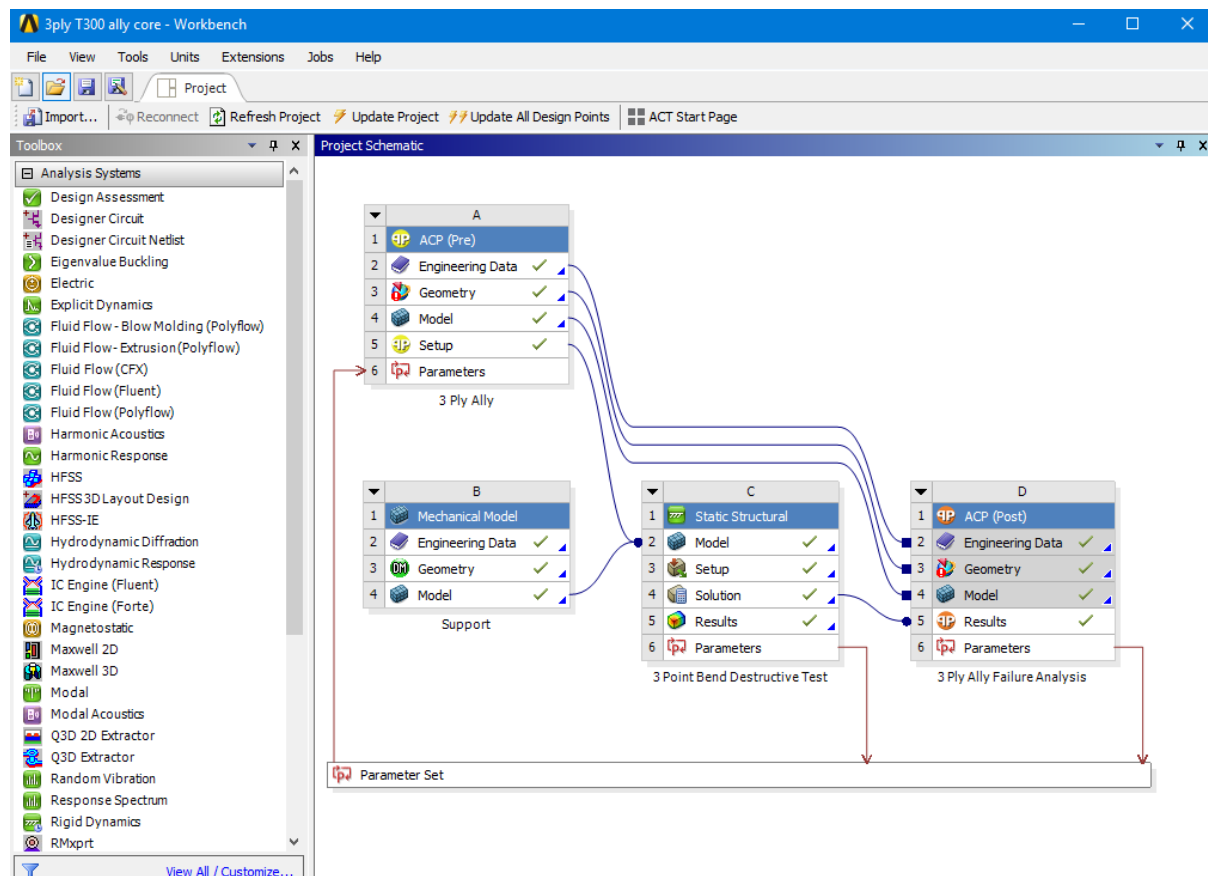 3ply T300 ally core - Workbench
File View Tools Units Extensions Jobs Help
Project
Import... Reconnect Refresh Project Update Project Update All Design Points ACT Start Page
Toolbox
Project Schematic
Analysis Systems
Design Assessment
Designer Circuit
Designer Circuit Netlist
Eigenvalue Buckling
Electric
Explicit Dynamics
Fluid Flow - Blow Molding (Polyflow)
Fluid Flow- Extrusion (Polyflow)
Fluid Flow (CFX)
Fluid Flow (Fluent)
Fluid Flow (Polyflow)
Harmonic Acoustics
Harmonic Response
HFSS
HFSS 3D Layout Design
HFSS-IE
Hydrodynamic Diffraction
Hydrodynamic Response
IC Engine (Fluent)
IC Engine (Forte)
Magnetostatic
Maxwell 2D
Maxwell 3D
Modal
Modal Acoustics
Q3D 2D Extractor
Q3D Extractor
Random Vibration
Response Spectrum
Rigid Dynamics
RMxprt
View All / Customize...
A
1 ACP (Pre)
2 Engineering Data
3 Geometry
4 Model
5 Setup
6 Parameters
3 Ply Ally
B
1 Mechanical Model
2 Engineering Data
3 Geometry
4 Model
Support
C
1 Static Structural
2 Model
3 Setup
4 Solution
5 Results
6 Parameters
3 Point Bend Destructive Test
D
1 ACP (Post)
2 Engineering Data
3 Geometry
4 Model
5 Results
6 Parameters
3 Ply Ally Failure Analysis
Parameter Set